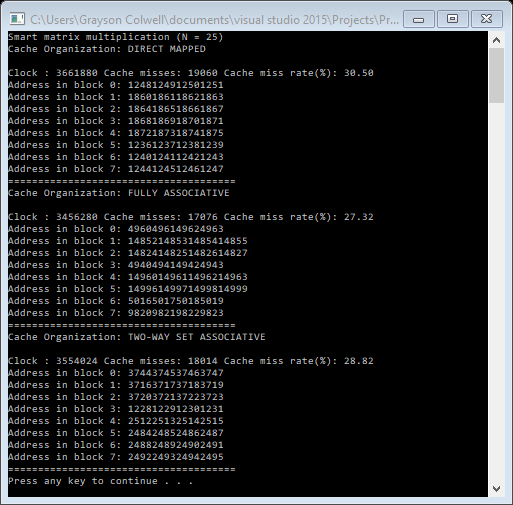 C:\Users\Grayson Colwell\documents\visual studio 2015\Projects\Pr...
Smart matrix multiplication (N = 25)
Cache Organization: DIRECT MAPPED
Clock : 3661880 Cache misses: 19060 Cache miss rate(%): 30.50
Address in block 0: 1248124912501251
Address in block 1: 1860186118621863
Address in block 2: 1864186518661867
Address in block 3: 1868186918701871
Address in block 4: 1872187318741875
Address in block 5: 1236123712381239
Address in block 6: 1240124112421243
Address in block 7: 1244124512461247
========================================
Cache Organization: FULLY ASSOCIATIVE
Clock : 3456280 Cache misses: 17076 Cache miss rate(%): 27.32
Address in block 0: 4960496149624963
Address in block 1: 14852148531485414855
Address in block 2: 14824148251482614827
Address in block 3: 4940494149424943
Address in block 4: 14960149611496214963
Address in block 5: 14996149971499814999
Address in block 6: 5016501750185019
Address in block 7: 9820982198229823
========================================
Cache Organization: TWO-WAY SET ASSOCIATIVE
Clock : 3554024 Cache misses: 18014 Cache miss rate(%): 28.82
Address in block 0: 3744374537463747
Address in block 1: 3716371737183719
Address in block 2: 3720372137223723
Address in block 3: 1228122912301231
Address in block 4: 2512251325142515
Address in block 5: 2484248524862487
Address in block 6: 2488248924902491
Address in block 7: 2492249324942495
========================================
Press any key to continue . . .